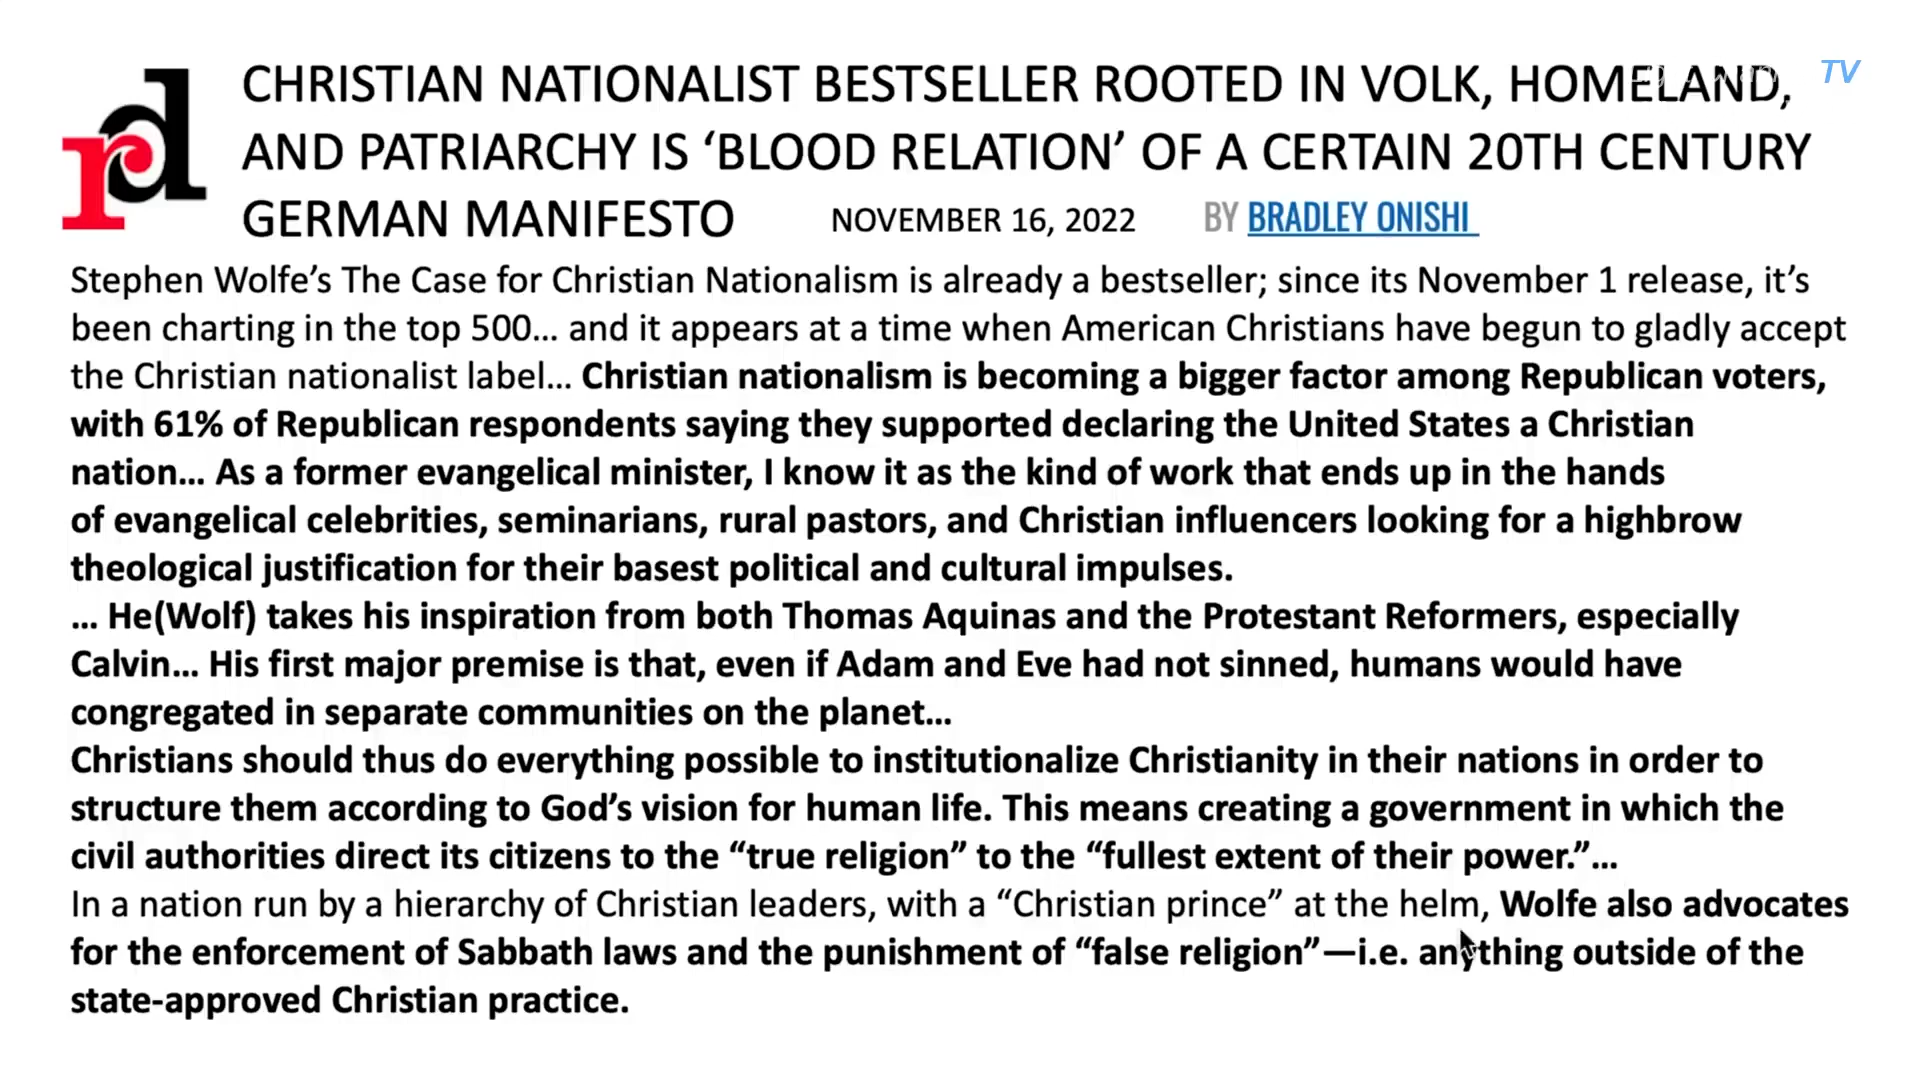 rd
CHRISTIAN NATIONALIST BESTSELLER ROOTED IN VOLK, HOMELAND,
TV
AND PATRIARCHY IS ‘BLOOD RELATION’ OF A CERTAIN 20TH CENTURY
GERMAN MANIFESTO NOVEMBER 16, 2022 BY BRADLEY ONISHI
Stephen Wolfe’s The Case for Christian Nationalism is already a bestseller; since its November 1 release, it’s
been charting in the top 500… and it appears at a time when American Christians have begun to gladly accept
the Christian nationalist label… Christian nationalism is becoming a bigger factor among Republican voters,
with 61% of Republican respondents saying they supported declaring the United States a Christian
nation… As a former evangelical minister, I know it as the kind of work that ends up in the hands
of evangelical celebrities, seminarians, rural pastors, and Christian influencers looking for a highbrow
theological justification for their basest political and cultural impulses.
… He(Wolf) takes his inspiration from both Thomas Aquinas and the Protestant Reformers, especially
Calvin… His first major premise is that, even if Adam and Eve had not sinned, humans would have
congregated in separate communities on the planet…
Christians should thus do everything possible to institutionalize Christianity in their nations in order to
structure them according to God’s vision for human life. This means creating a government in which the
civil authorities direct its citizens to the “true religion” to the “fullest extent of their power.”…
In a nation run by a hierarchy of Christian leaders, with a “Christian prince” at the helm, Wolfe also advocates
for the enforcement of Sabbath laws and the punishment of “false religion”—i.e. anything outside of the
state-approved Christian practice.